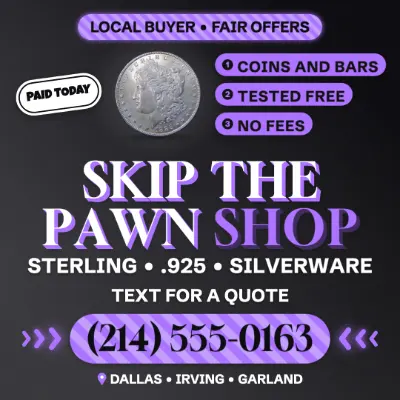 LOCAL BUYER • FAIR OFFERS
PAID TODAY
1 COINS AND BARS
2 TESTED FREE
3 NO FEES
SKIP THE
PAWN SHOP
STERLING • .925 • SILVERWARE
TEXT FOR A QUOTE
(214) 555-0163
DALLAS • IRVING • GARLAND